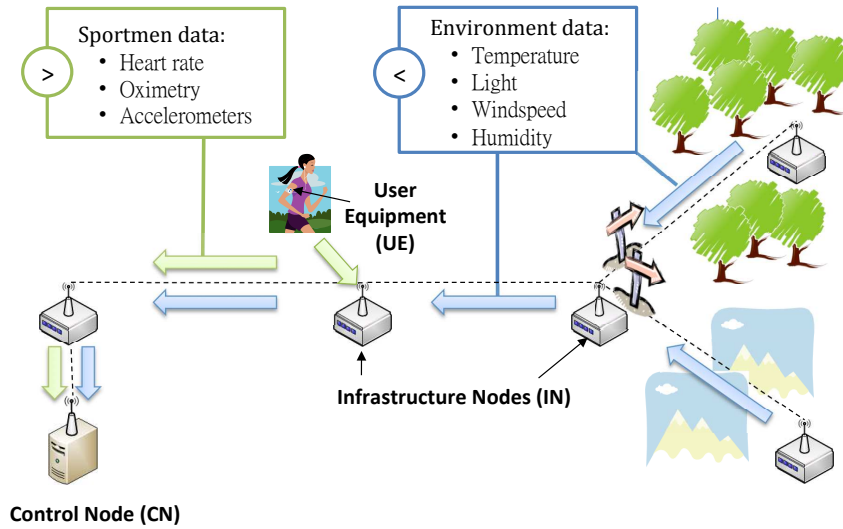 Sportmen data:
• Heart rate
• Oximetry
• Accelerometers
>
Environment data:
• Temperature
• Light
• Windspeed
• Humidity
<
User
Equipment
(UE)
Infrastructure Nodes (IN)
Control Node (CN)